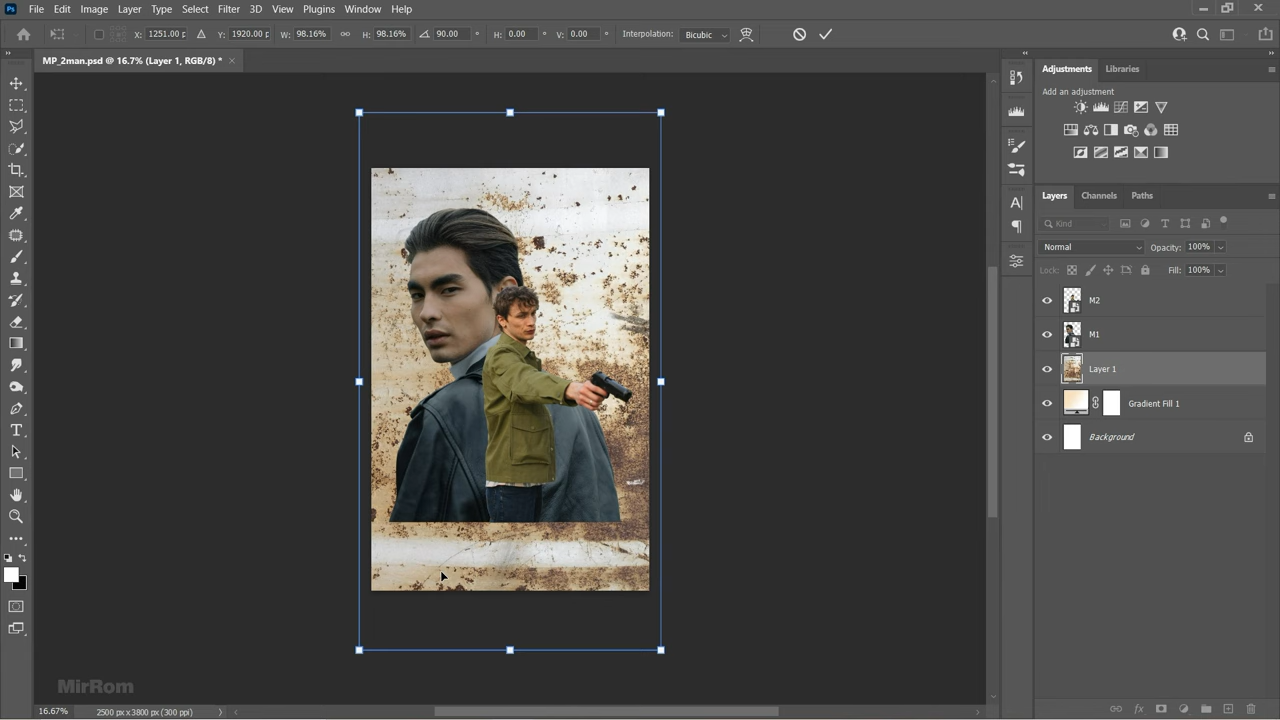 Ps File Edit Image Layer Type Select Filter 3D View Plugins Window Help
X: 1251.00 p Y: 1920.00 p W: 98.16% H: 98.16% 90.00 ° H: 0.00 ° V: 0.00 ° Interpolation: Bicubic
MP_2man.psd @ 16.7% (Layer 1, RGB/8) * ×
Adjustments Libraries
Add an adjustment
Layers Channels Paths
Kind
Normal Opacity: 100%
Lock: Fill: 100%
M2
M1
Layer 1
Gradient Fill 1
Background
MirRom
16.67% 2500 px x 3800 px (300 ppi)